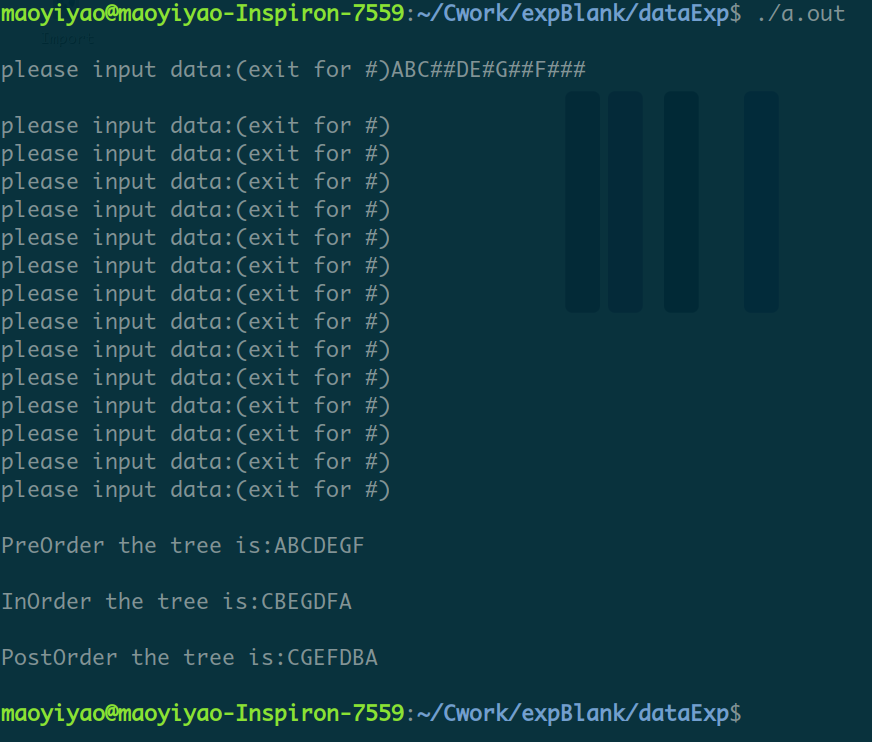 maoyiyao@maoyiyao-Inspiron-7559:~/Cwork/expBlank/dataExp$ ./a.out
please input data:(exit for #)ABC##DE#G##F###
please input data:(exit for #)
please input data:(exit for #)
please input data:(exit for #)
please input data:(exit for #)
please input data:(exit for #)
please input data:(exit for #)
please input data:(exit for #)
please input data:(exit for #)
please input data:(exit for #)
please input data:(exit for #)
please input data:(exit for #)
please input data:(exit for #)
please input data:(exit for #)
please input data:(exit for #)
PreOrder the tree is:ABCDEGF
InOrder the tree is:CBEGDFA
PostOrder the tree is:CGEFDBA
maoyiyao@maoyiyao-Inspiron-7559:~/Cwork/expBlank/dataExp$